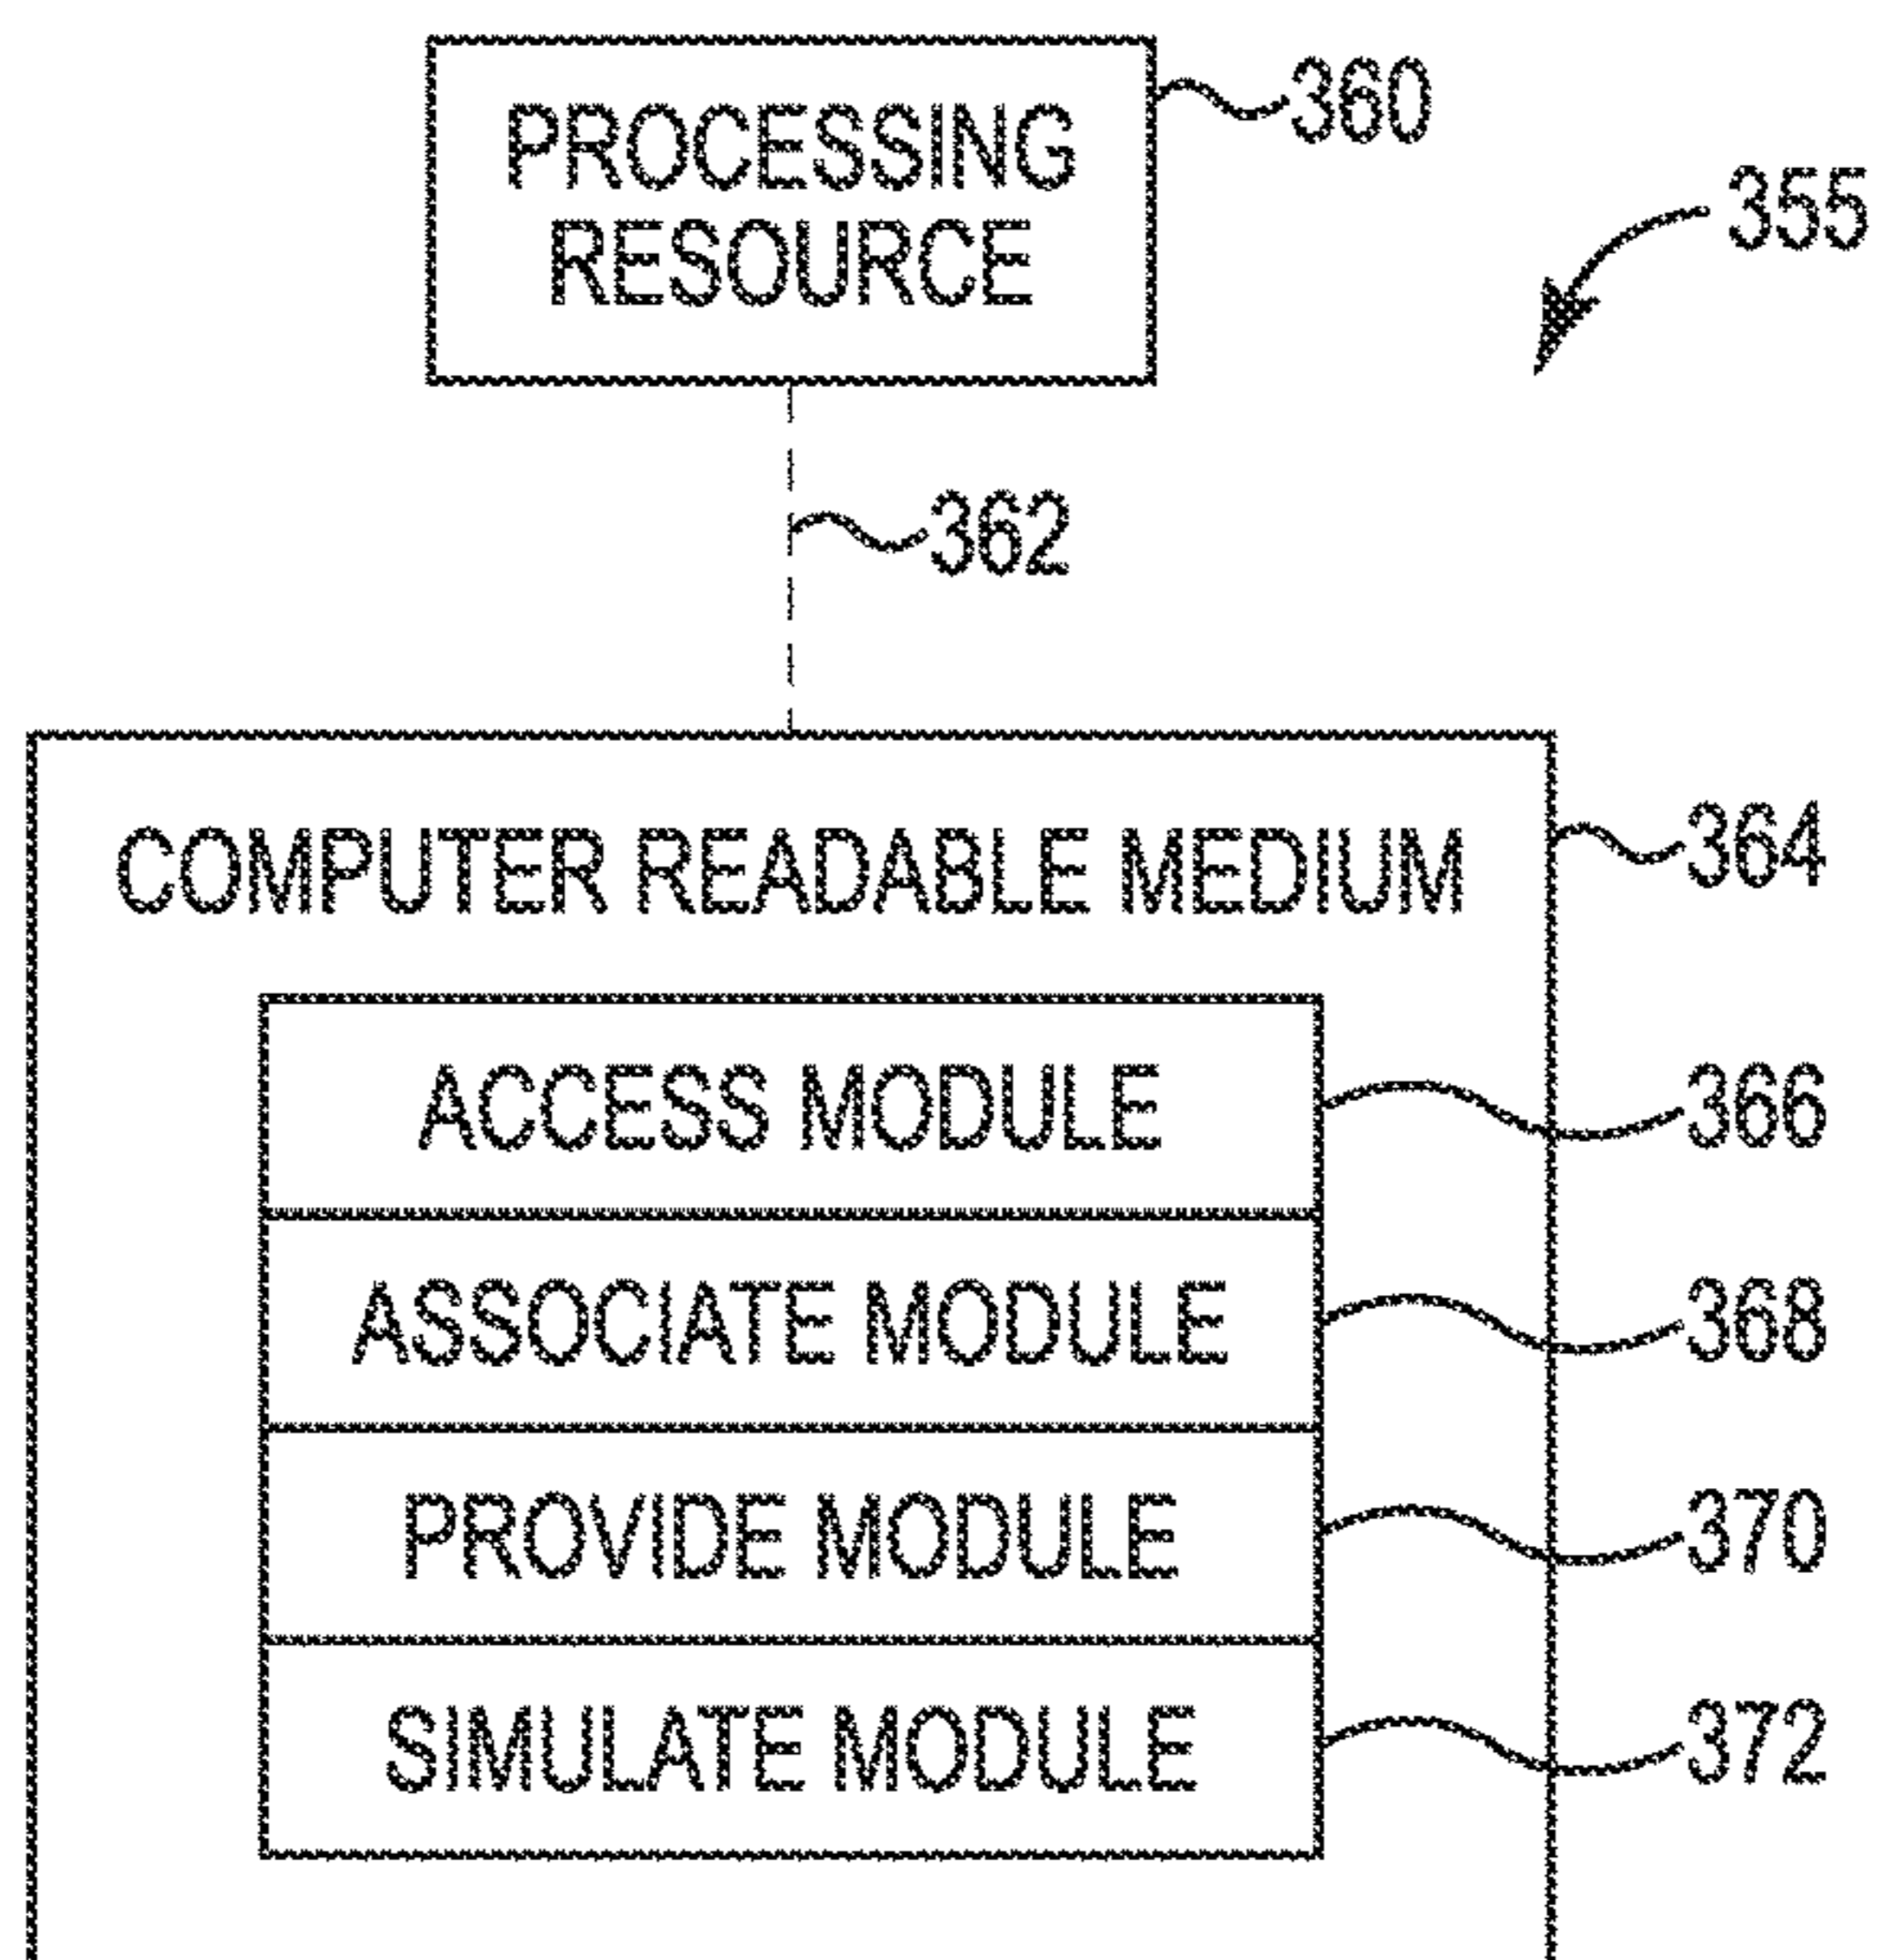 PROCESSING
RESOURCE
360
355
362
COMPUTER READABLE MEDIUM
364
ACCESS MODULE
366
ASSOCIATE MODULE
368
PROVIDE MODULE
370
SIMULATE MODULE
372